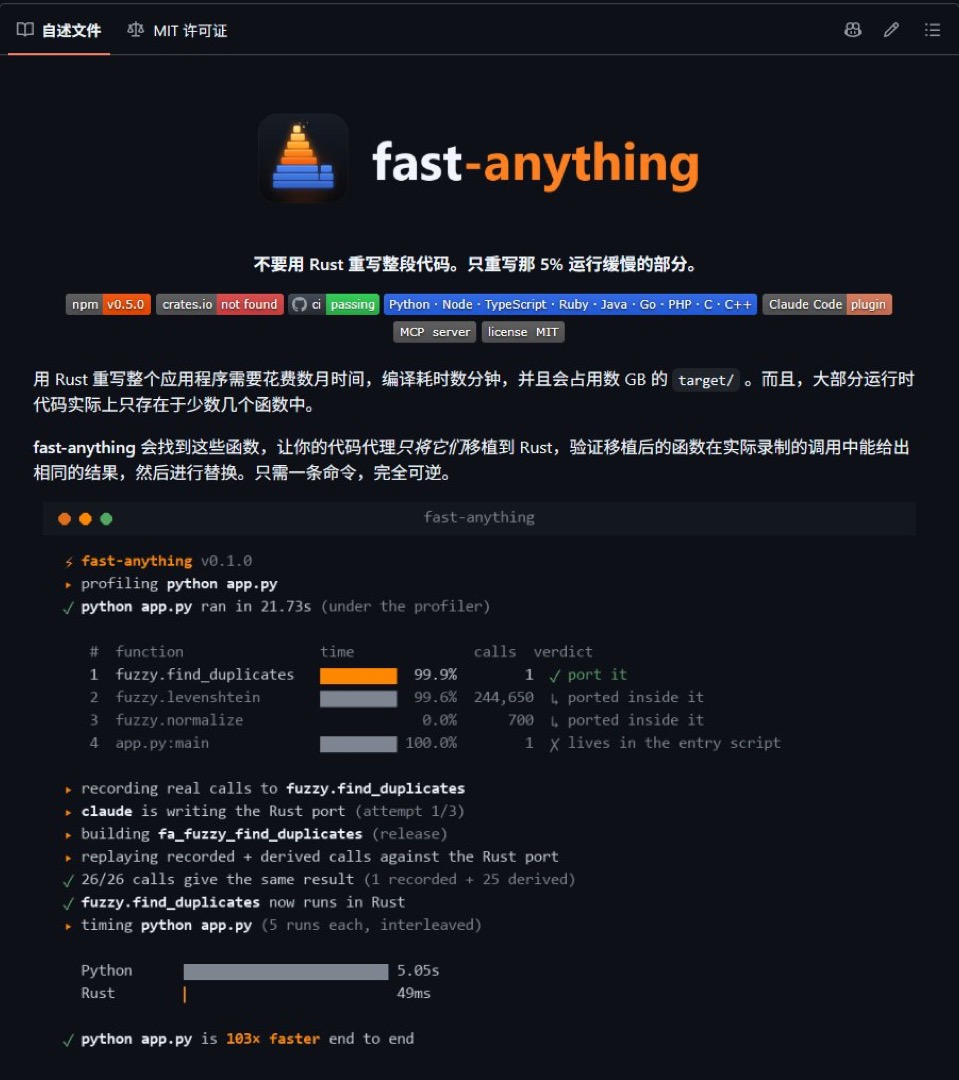 自述文件 MIT 许可证
fast-anything
不要用 Rust 重写整段代码。只重写那 5% 运行缓慢的部分。
npm v0.5.0 crates.io not found ci passing Python · Node · TypeScript · Ruby · Java · Go · PHP · C · C++ Claude Code plugin
MCP server license MIT
用 Rust 重写整个应用程序需要花费数月时间，编译耗时数分钟，并且会占用数 GB 的 target/ 。而且，大部分运行时
代码实际上只存在于少数几个函数中。
fast-anything 会找到这些函数，让你的代码代理只将它们移植到 Rust，验证移植后的函数在实际录制的调用中能给出
相同的结果，然后进行替换。只需一条命令，完全可逆。
fast-anything
⚡ fast-anything v0.1.0
▸ profiling python app.py
✓ python app.py ran in 21.73s (under the profiler)
# function time calls verdict
1 fuzzy.find_duplicates 99.9% 1 ✓ port it
2 fuzzy.levenshtein 99.6% 244,650 ↳ ported inside it
3 fuzzy.normalize 0.0% 700 ↳ ported inside it
4 app.py:main 100.0% 1 ✗ lives in the entry script
▸ recording real calls to fuzzy.find_duplicates
▸ claude is writing the Rust port (attempt 1/3)
▸ building fa_fuzzy_find_duplicates (release)
▸ replaying recorded + derived calls against the Rust port
✓ 26/26 calls give the same result (1 recorded + 25 derived)
✓ fuzzy.find_duplicates now runs in Rust
▸ timing python app.py (5 runs each, interleaved)
Python 5.05s
Rust 49ms
✓ python app.py is 103× faster end to end